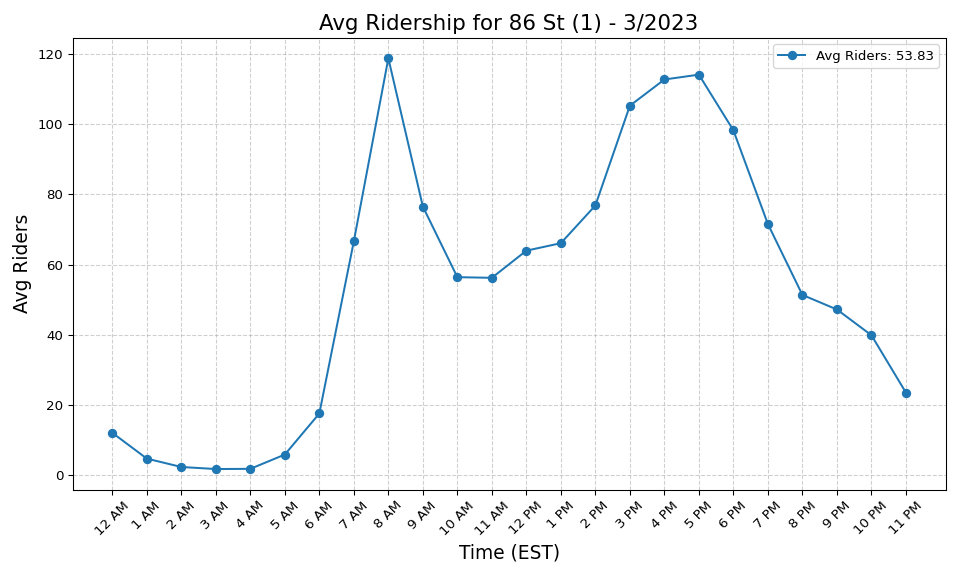 Avg Ridership for 86 St (1) - 3/2023
Avg Riders: 53.83
Avg Riders
120
100
80
60
40
20
0
12 AM
1 AM
2 AM
3 AM
4 AM
5 AM
6 AM
7 AM
8 AM
9 AM
10 AM
11 AM
12 PM
1 PM
2 PM
3 PM
4 PM
5 PM
6 PM
7 PM
8 PM
9 PM
10 PM
11 PM
Time (EST)